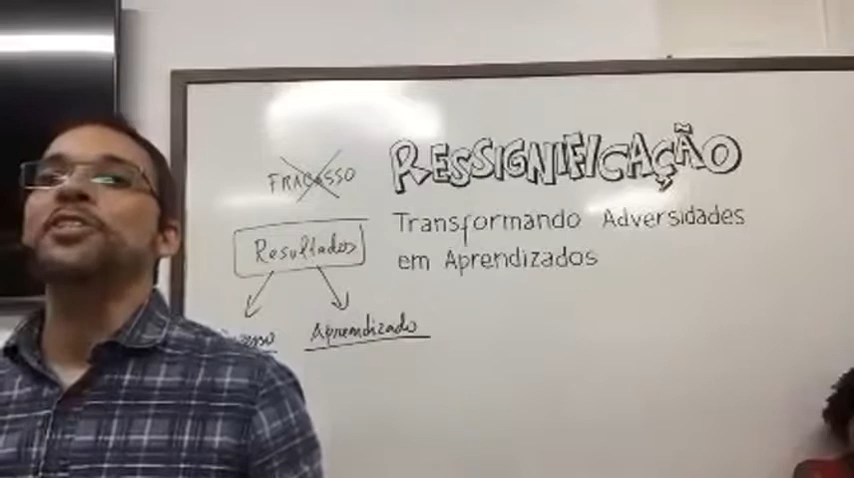 RESSIGNIFICAÇÃO
FRACASSO
Transformando Adversidades
em Aprendizados
Resultados
Aprendizado